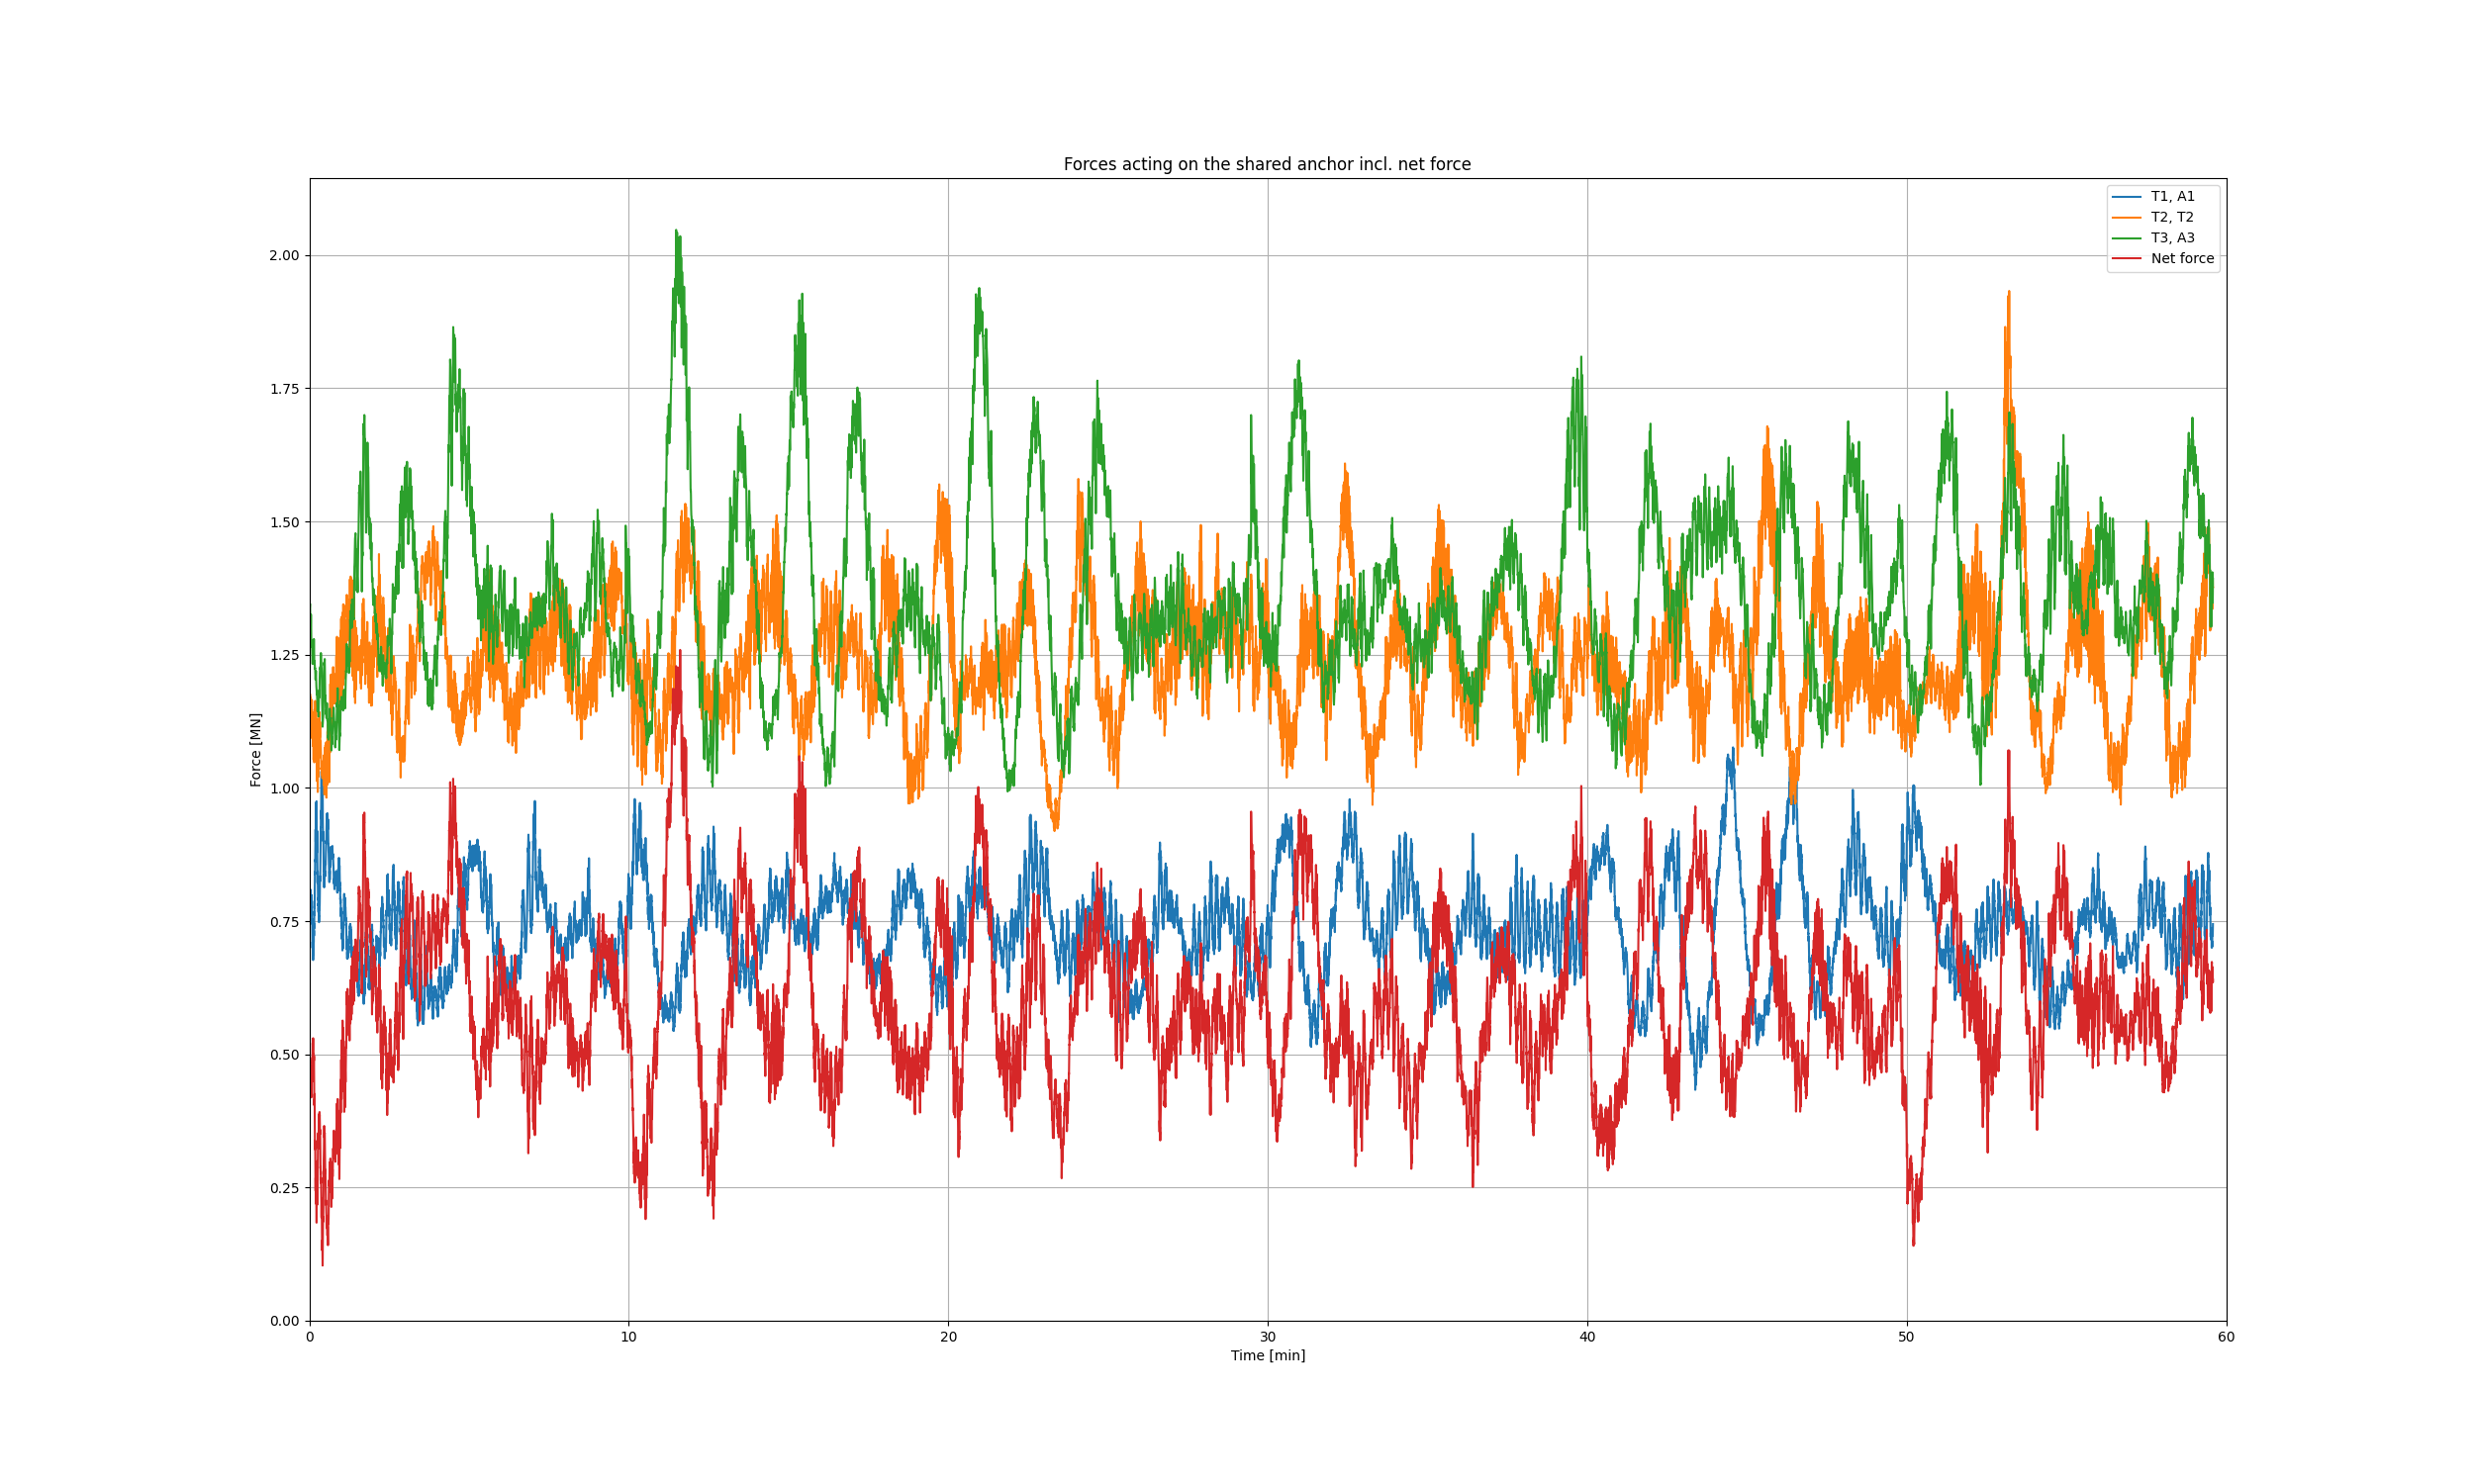 Forces acting on the shared anchor incl. net force
T1, A1
T2, T2
T3, A3
Net force
2.00
1.75
1.50
1.25
1.00
0.75
0.50
0.25
0.00
Force [MN]
0 10 20 30 40 50 60
Time [min]